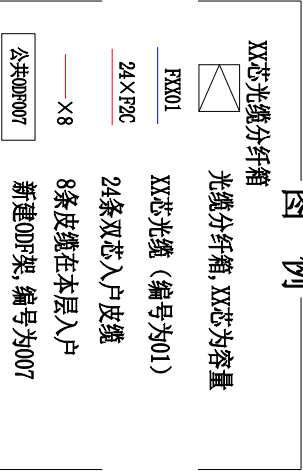 图 例
XX芯光缆分纤箱
光缆分纤箱,XX芯为容量
FXX01
XX芯光缆（编号为01）
24×F2C
24条双芯入户皮缆
×8
8条皮缆在本层入户
公共ODF007
新建ODF架,编号为007